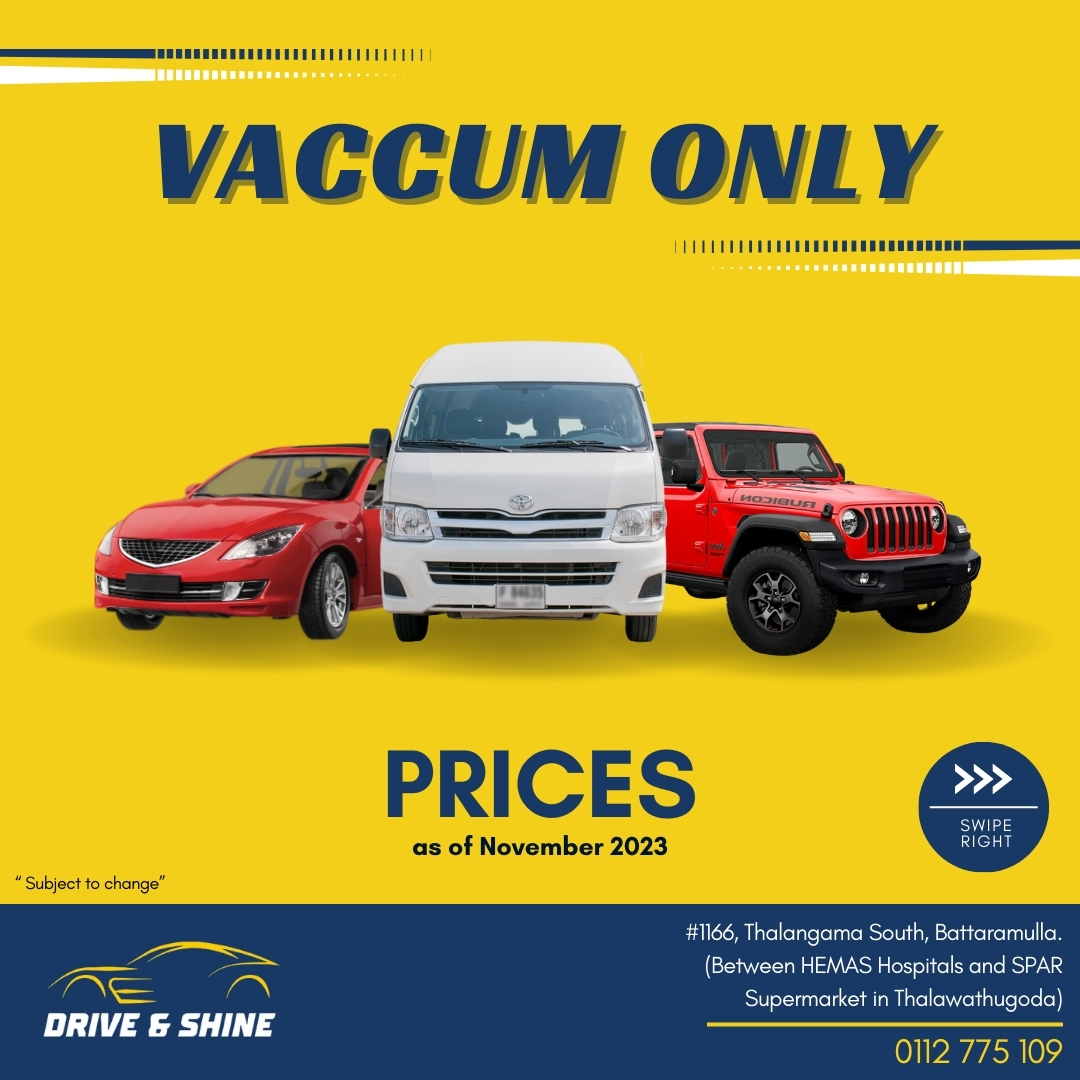 VACCUM ONLY
RUBICON
PRICES
as of November 2023
SWIPE
RIGHT
“ Subject to change”
#1166, Thalangama South, Battaramulla.
(Between HEMAS Hospitals and SPAR
Supermarket in Thalawathugoda)
DRIVE & SHINE
0112 775 109